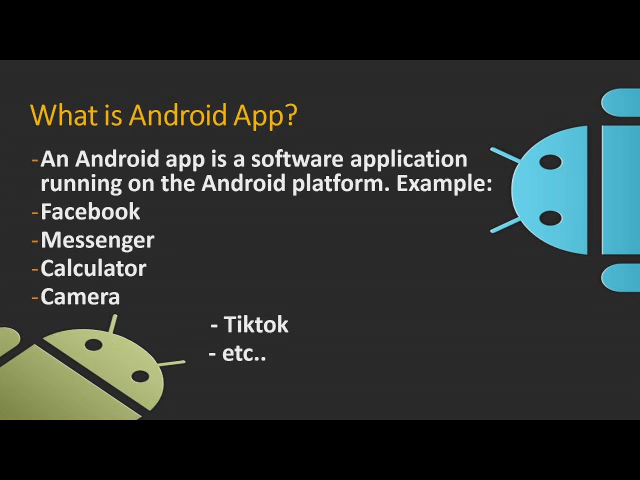 What is Android App?
-An Android app is a software application
running on the Android platform. Example:
-Facebook
-Messenger
-Calculator
-Camera
- Tiktok
- etc..